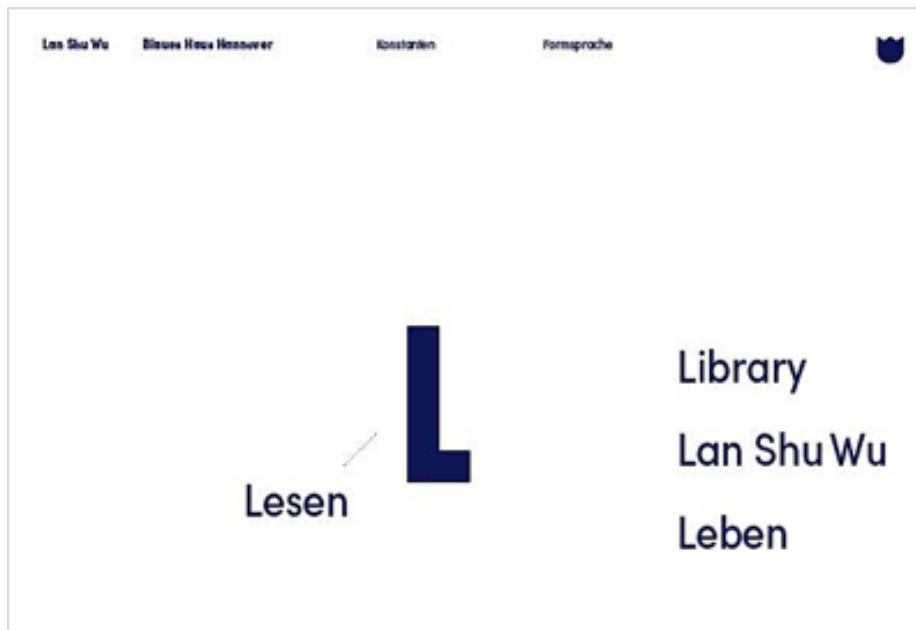 Lan Shu Wu Blaues Haus Hannover Konstanten Formsprache
L
Library
Lan Shu Wu
Lesen
Leben